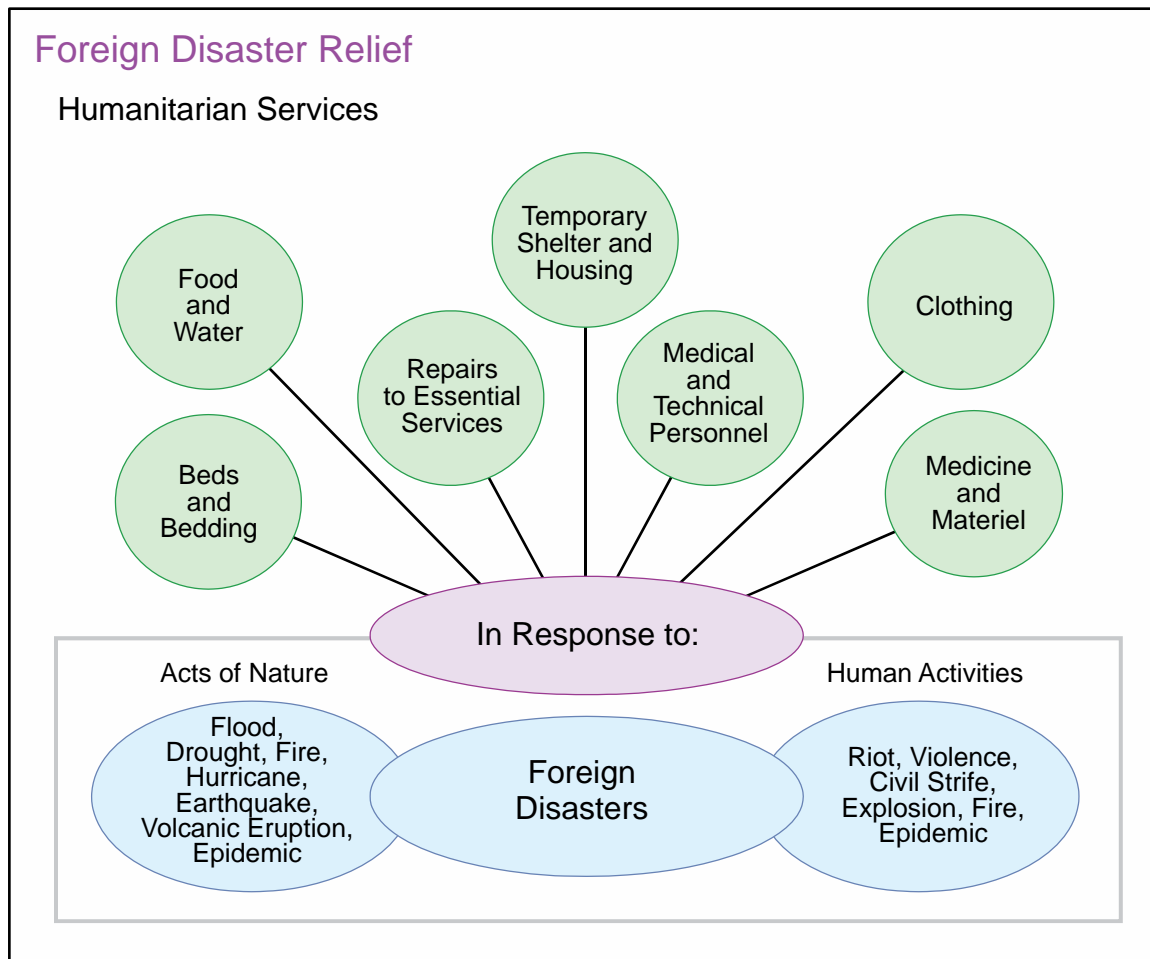 Foreign Disaster Relief
Humanitarian Services
Temporary
Shelter and
Housing
Food
and
Water
Clothing
Repairs
to Essential
Services
Medical
and
Technical
Personnel
Beds
and
Bedding
Medicine
and
Materiel
In Response to:
Acts of Nature
Human Activities
Flood,
Drought, Fire,
Hurricane,
Earthquake,
Volcanic Eruption,
Epidemic
Foreign
Disasters
Riot, Violence,
Civil Strife,
Explosion, Fire,
Epidemic